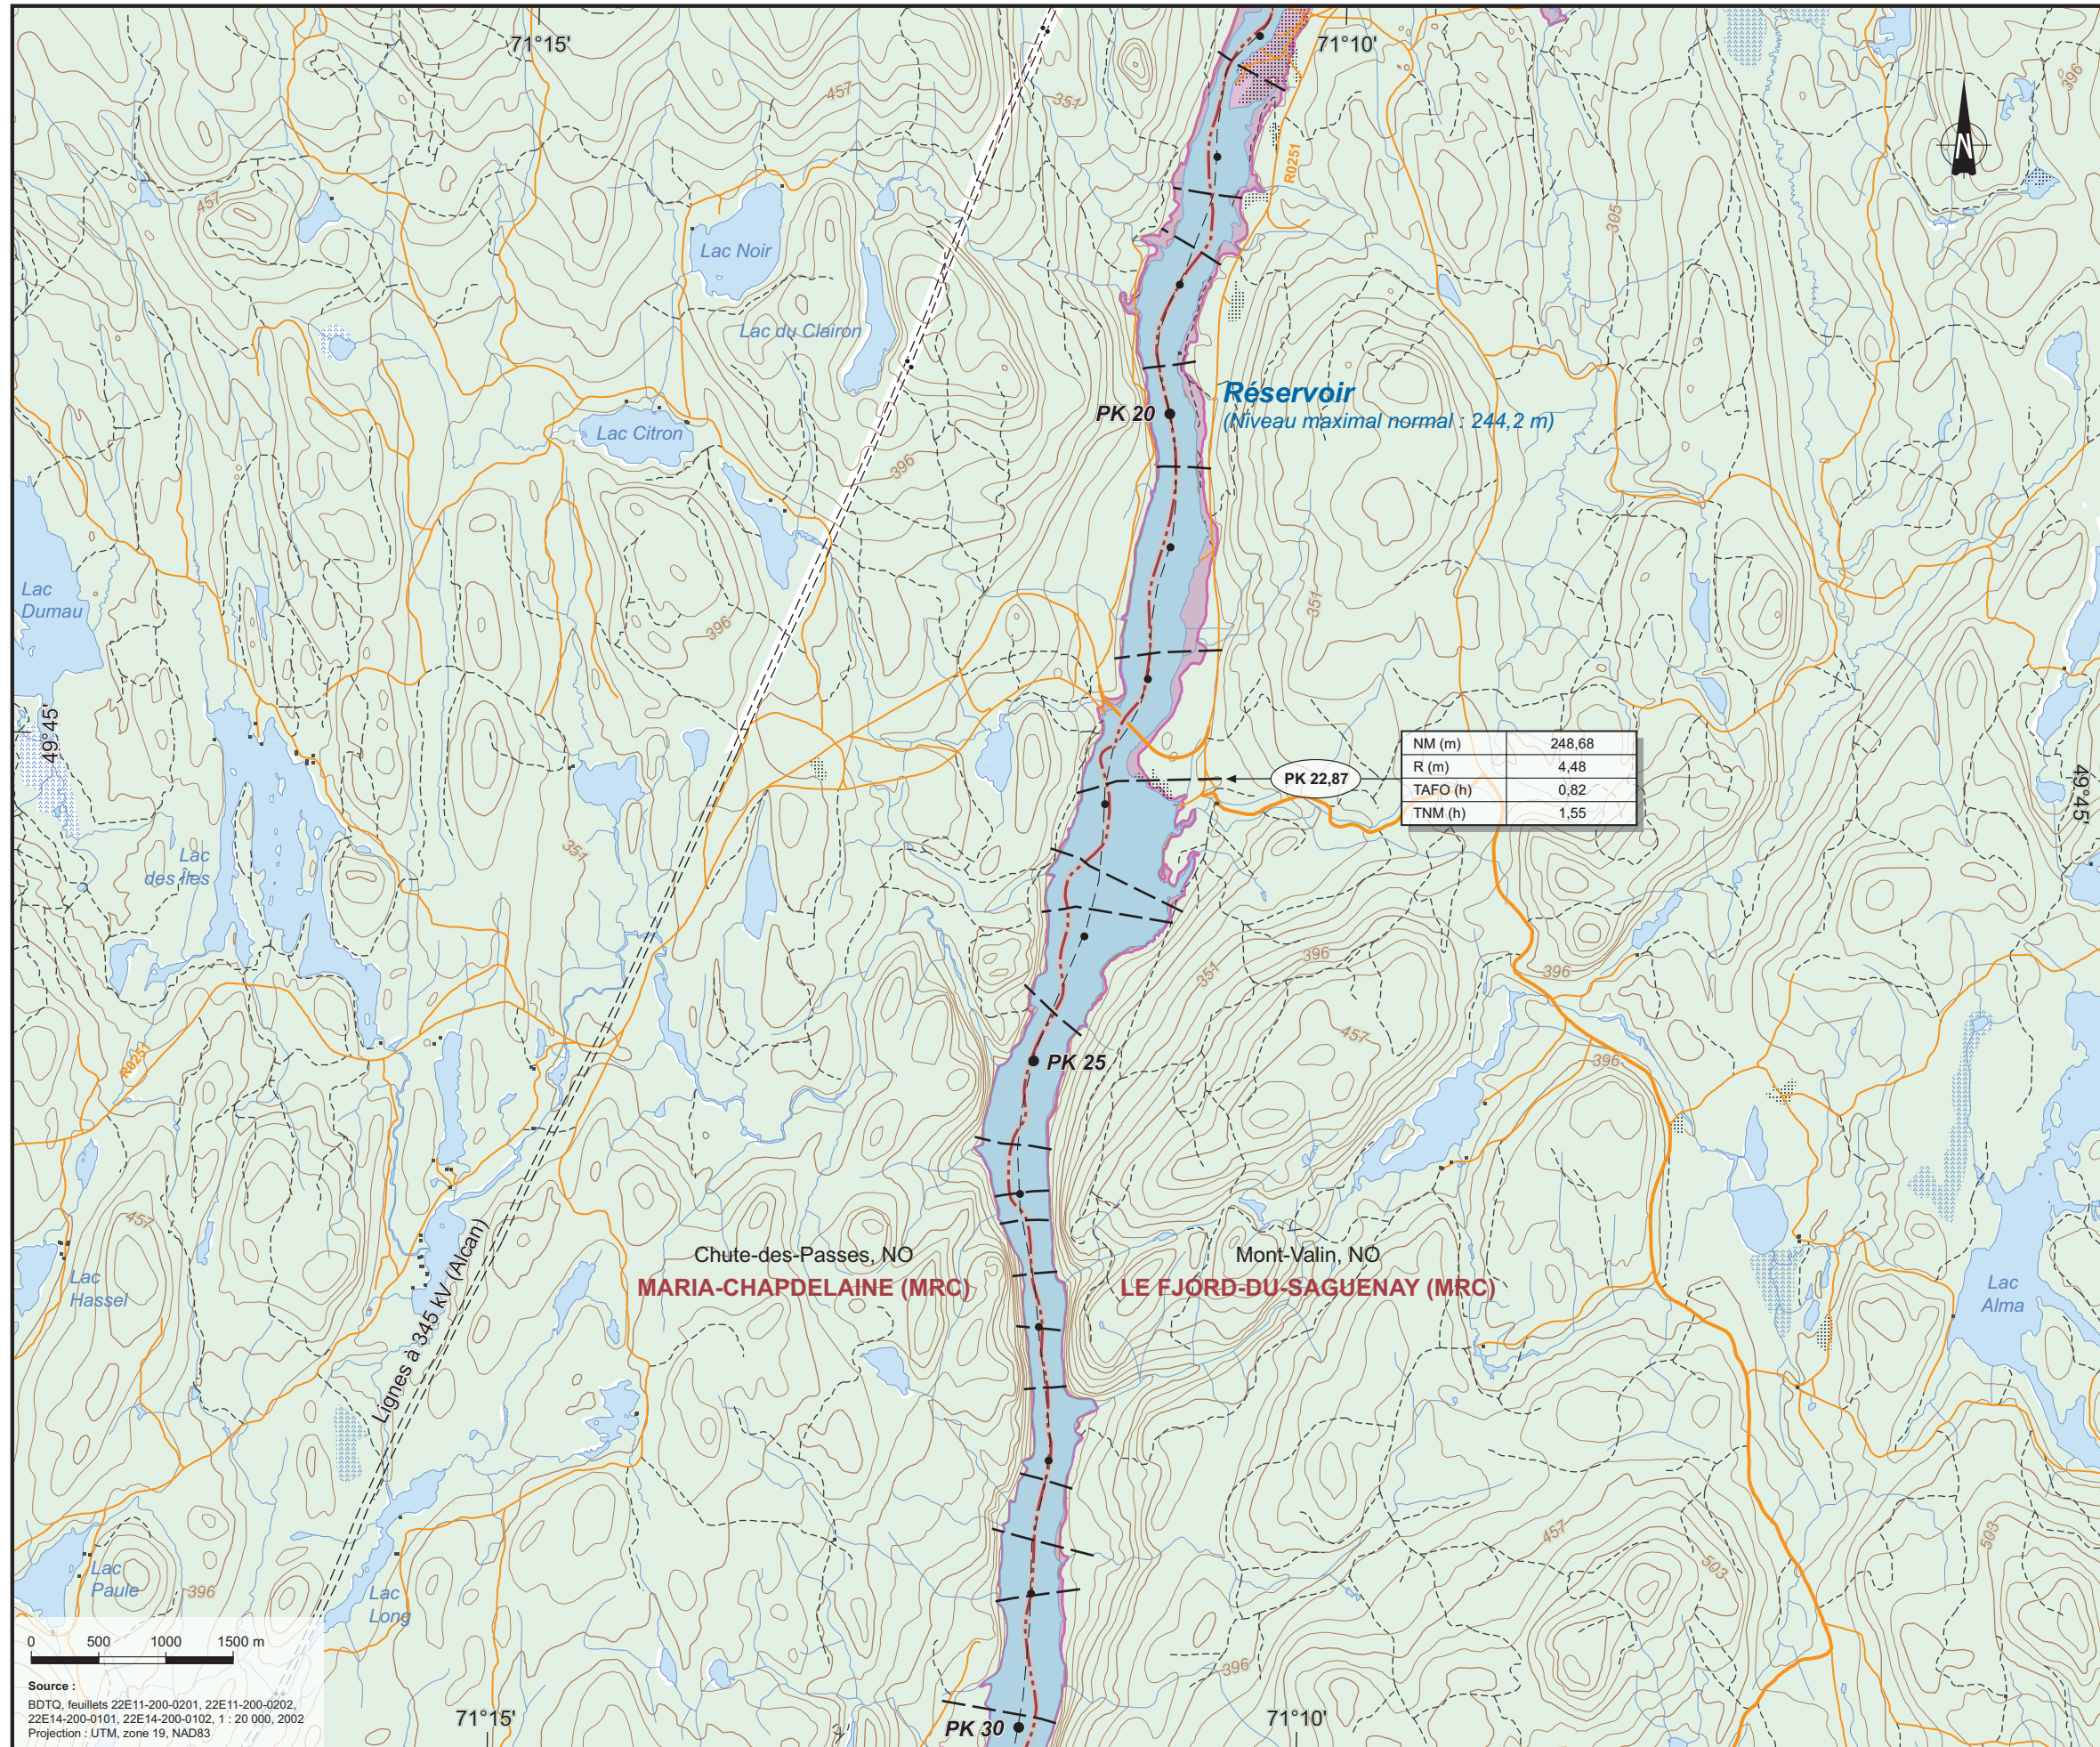 71°15'
71°10'
457
351
396
R0251
457
305
Lac Noir
Lac du Clairon
Réservoir
(Niveau maximal normal : 244,2 m)
PK 20
Lac Citron
396
Lac
Dumau
396
351
49°45'
49°45'
PK 22,87
NM (m) 248,68
R (m) 4,48
TAFO (h) 0,82
TNM (h) 1,55
351
Lac
des Îles
396
351
396
457
R0251
PK 25
396
457
Chute-des-Passes, NO
MARIA-CHAPDELAINE (MRC)
Mont-Valin, NO
LE FJORD-DU-SAGUENAY (MRC)
Lac
Hassel
Lac
Alma
Lignes à 345 kV (Alcan)
457
503
503
Lac
Paule
396
Lac
Long
396
0 500 1000 1500 m
Source :
BDTQ, feuillets 22E11-200-0201, 22E11-200-0202,
22E14-200-0101, 22E14-200-0102, 1 : 20 000, 2002
Projection : UTM, zone 19, NAD83
71°15'
71°10'
PK 30
N